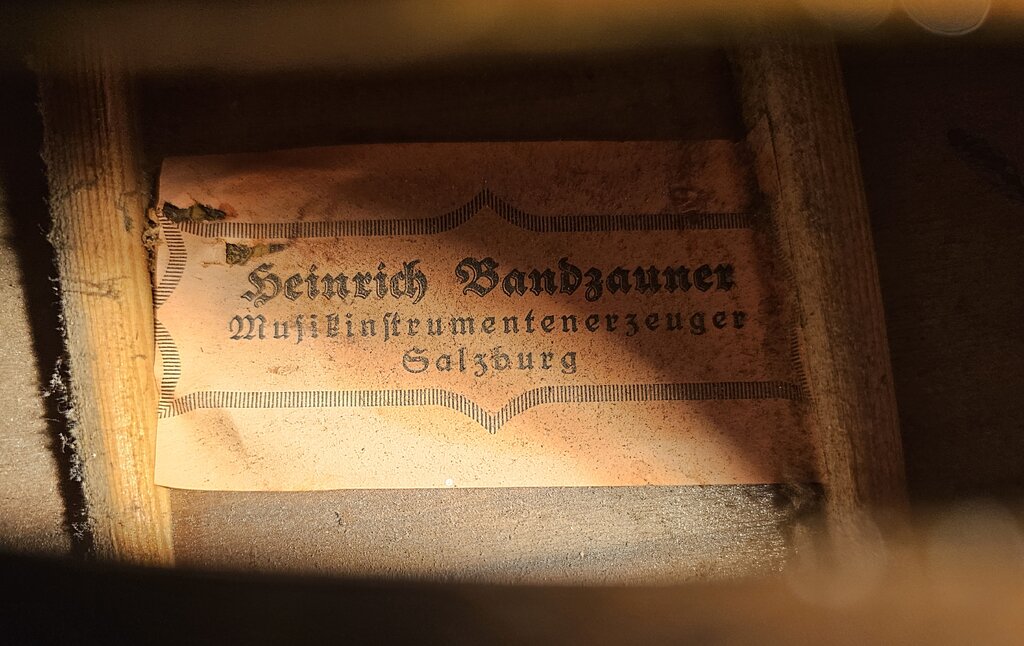 Heinrich Bandzauner
Muſikinſtrumentenerzeuger
Salzburg